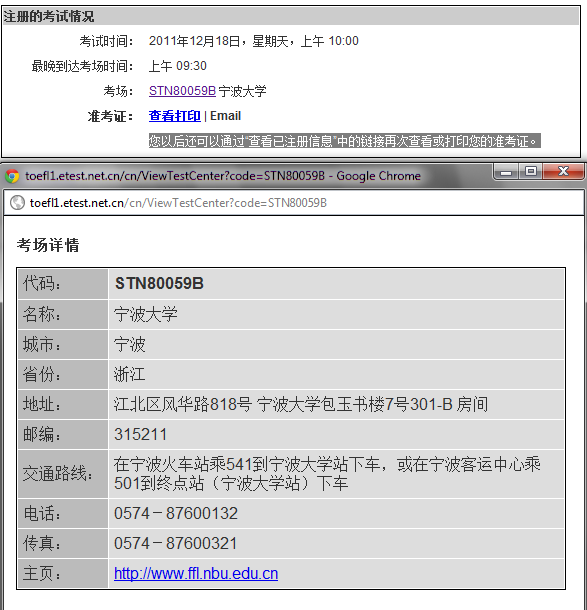 注册的考试情况
考试时间： 2011年12月18日，星期天，上午 10:00
最晚到达考场时间： 上午 09:30
考场： STN80059B 宁波大学
准考证： 查看打印 | Email
您以后还可以通过“查看已注册信息”中的链接再次查看或打印您的准考证。
toefl1.etest.net.cn/cn/ViewTestCenter?code=STN80059B - Google Chrome
toefl1.etest.net.cn/cn/ViewTestCenter?code=STN80059B
考场详情
代码： STN80059B
名称： 宁波大学
城市： 宁波
省份： 浙江
地址： 江北区风华路818号 宁波大学包玉书楼7号301-B 房间
邮编： 315211
交通路线： 在宁波火车站乘541到宁波大学站下车，或在宁波客运中心乘
501到终点站（宁波大学站）下车
电话： 0574－87600132
传真： 0574－87600321
主页： http://www.ffl.nbu.edu.cn